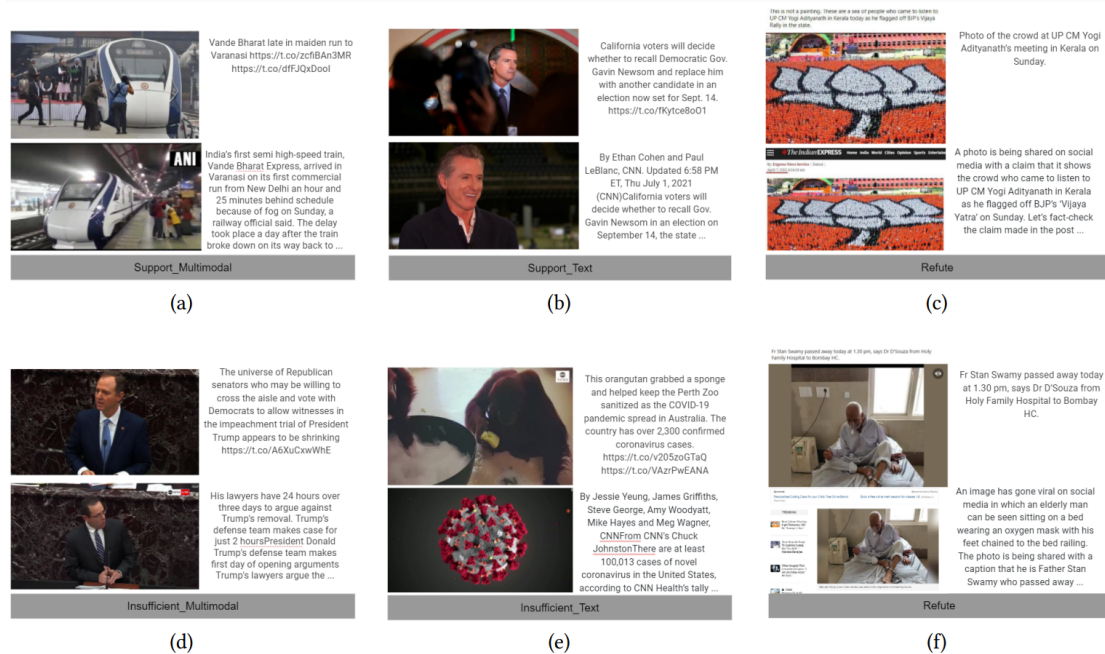 Vande Bharat late in maiden run to
Varanasi https://t.co/zcfiBAn3MR
https://t.co/dfFJQxDooI
ANI
India's first semi high-speed train,
Vande Bharat Express, arrived in
Varanasi on its first commercial
run from New Delhi an hour and
25 minutes behind schedule
because of fog on Sunday, a
railway official said. The delay
took place a day after the train
broke down on its way back to ...
Support_Multimodal
(a)
California voters will decide
whether to recall Democratic Gov.
Gavin Newsom and replace him
with another candidate in an
election now set for Sept. 14.
https://t.co/fKytce8oO1
By Ethan Cohen and Paul
LeBlanc, CNN. Updated 6:58 PM
ET, Thu July 1, 2021
(CNN)California voters will
decide whether to recall Gov.
Gavin Newsom in an election on
September 14, the state ...
Support_Text
(b)
This is not a painting. These are a sea of people who came to listen to
UP CM Yogi Adityanath in Kerala today as he flagged off BJP's Vijaya
Rally in the state.
Photo of the crowd at UP CM Yogi
Adityanath's meeting in Kerala on
Sunday.
The Indian EXPRESS
Home India World Cities Opinion Sports Entertainment
A photo is being shared on social
media with a claim that it shows
the crowd who came to listen to
UP CM Yogi Adityanath in Kerala
as he flagged off BJP's 'Vijaya
Yatra' on Sunday. Let's fact-check
the claim made in the post ...
Refute
(c)
The universe of Republican
senators who may be willing to
cross the aisle and vote with
Democrats to allow witnesses in
the impeachment trial of President
Trump appears to be shrinking
https://t.co/A6XuCxwWhE
His lawyers have 24 hours over
three days to argue against
Trump's removal. Trump's
defense team makes case for
just 2 hoursPresident Donald
Trump's defense team makes
first day of opening arguments
Trump's lawyers argue the ...
Insufficient_Multimodal
(d)
This orangutan grabbed a sponge
and helped keep the Perth Zoo
sanitized as the COVID-19
pandemic spread in Australia. The
country has over 2,300 confirmed
coronavirus cases.
https://t.co/v205zoGTaQ
https://t.co/VAzrPwEANA
By Jessie Yeung, James Griffiths,
Steve George, Amy Woodyatt,
Mike Hayes and Meg Wagner,
CNNFrom CNN's Chuck
JohnstonThere are at least
100,013 cases of novel
coronavirus in the United States,
according to CNN Health's tally ...
Insufficient_Text
(e)
Fr Stan Swamy passed away today at 1.30 pm, says Dr D'Souza from Holy
Family Hospital to Bombay HC.
Fr Stan Swamy passed away today
at 1.30 pm, says Dr D'Souza from
Holy Family Hospital to Bombay
HC.
An image has gone viral on social
media in which an elderly man
can be seen sitting on a bed
wearing an oxygen mask with his
feet chained to the bed railing.
The photo is being shared with a
caption that he is Father Stan
Swamy who passed away ...
Refute
(f)